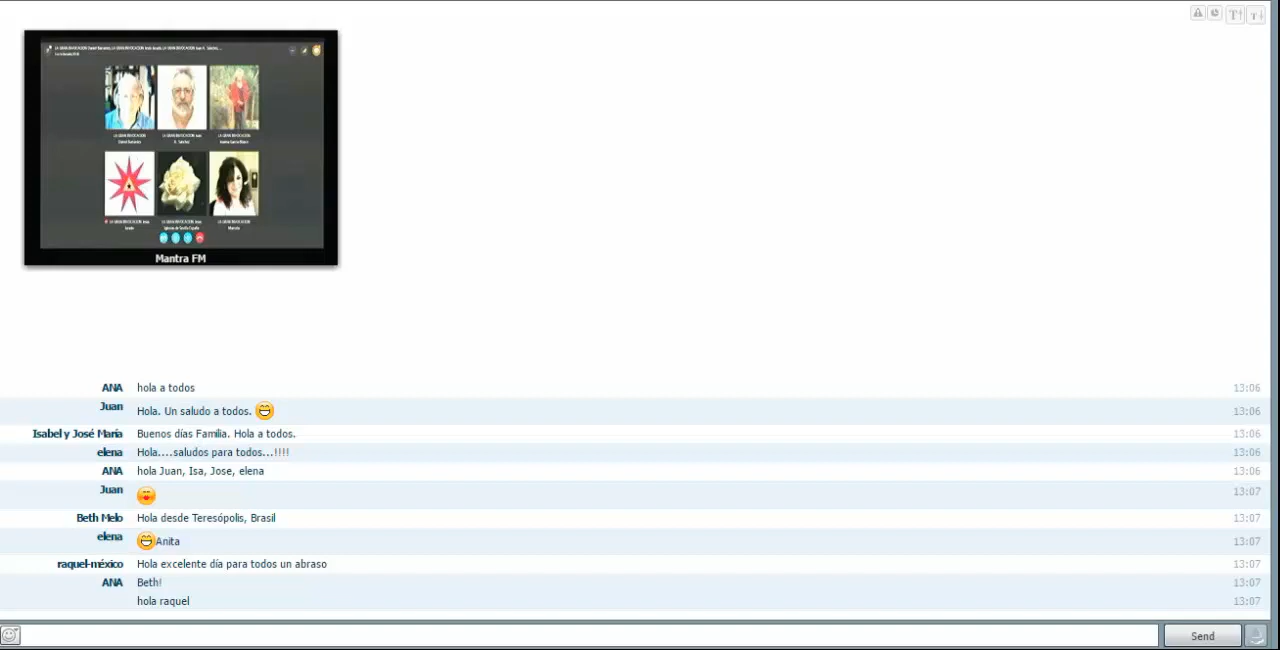 Mantra FM
ANA hola a todos 13:06
Juan Hola. Un saludo a todos. 13:06
Isabel y José María Buenos días Familia. Hola a todos. 13:06
elena Hola....saludos para todos...!!!! 13:06
ANA hola Juan, Isa, Jose, elena 13:06
Juan 13:07
Beth Melo Hola desde Teresópolis, Brasil 13:07
elena Anita 13:07
raquel-méxico Hola excelente día para todos un abraso 13:07
ANA Beth! 13:07
hola raquel 13:07
Send